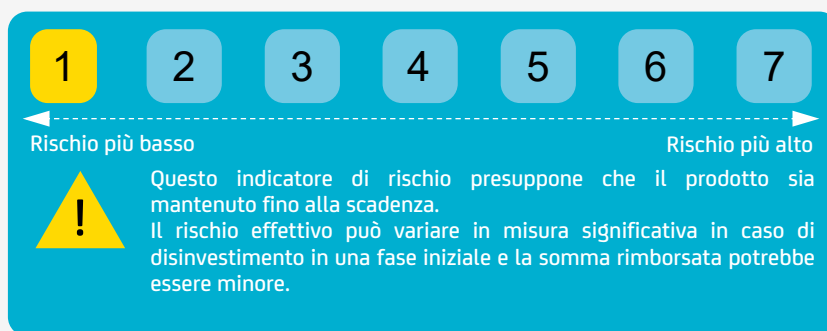 1 2 3 4 5 6 7
Rischio più basso Rischio più alto
!
Questo indicatore di rischio presuppone che il prodotto sia
mantenuto fino alla scadenza.
Il rischio effettivo può variare in misura significativa in caso di
disinvestimento in una fase iniziale e la somma rimborsata potrebbe
essere minore.